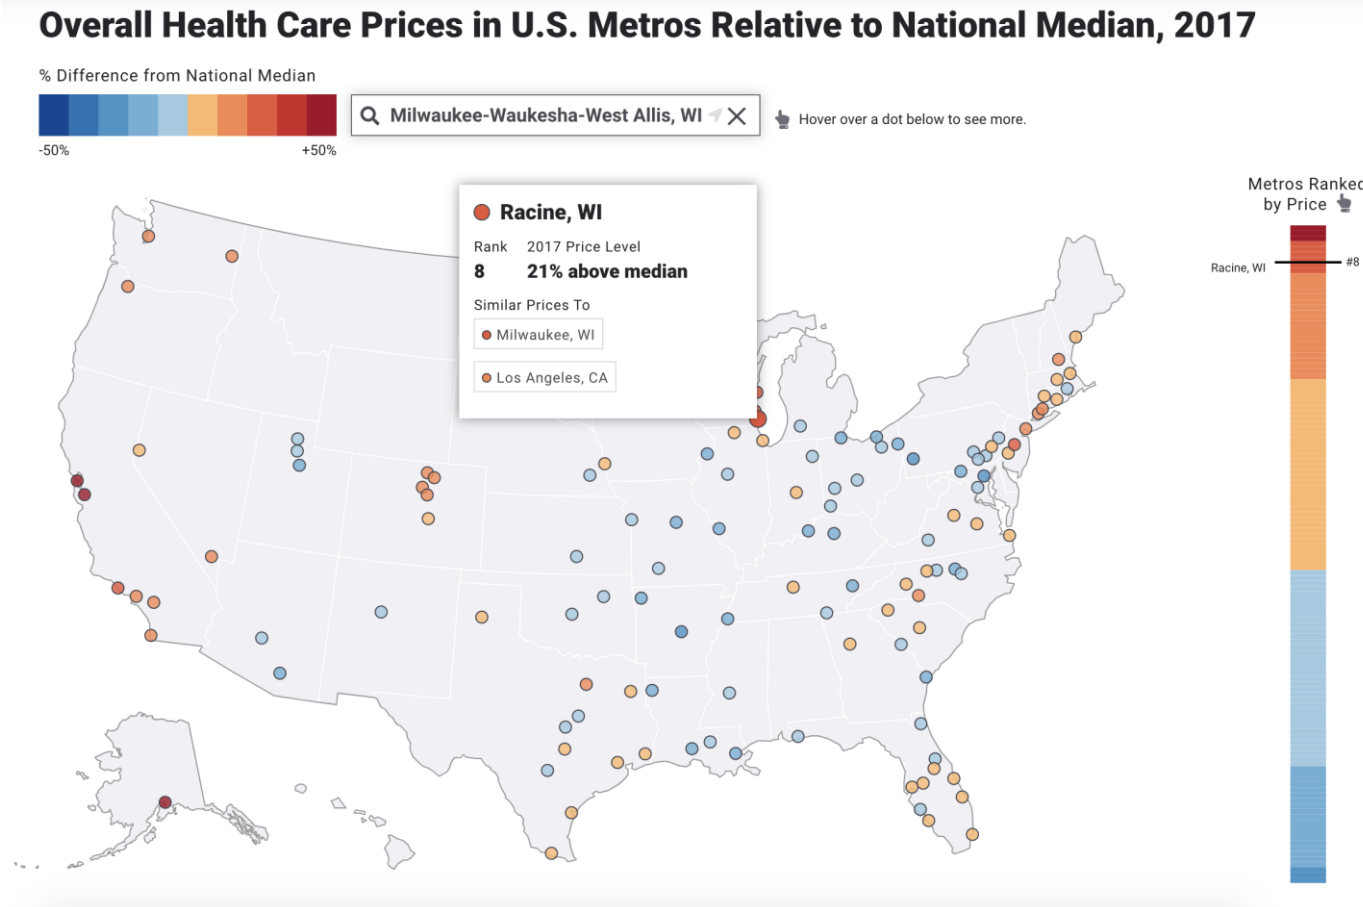 Overall Health Care Prices in U.S. Metros Relative to National Median, 2017
% Difference from National Median
-50%
+50%
Milwaukee-Waukesha-West Allis, WI
Hover over a dot below to see more.
Racine, WI
Rank
2017 Price Level
8
21% above median
Similar Prices To
Milwaukee, WI
Los Angeles, CA
Metros Ranked
by Price
Racine, WI
#8